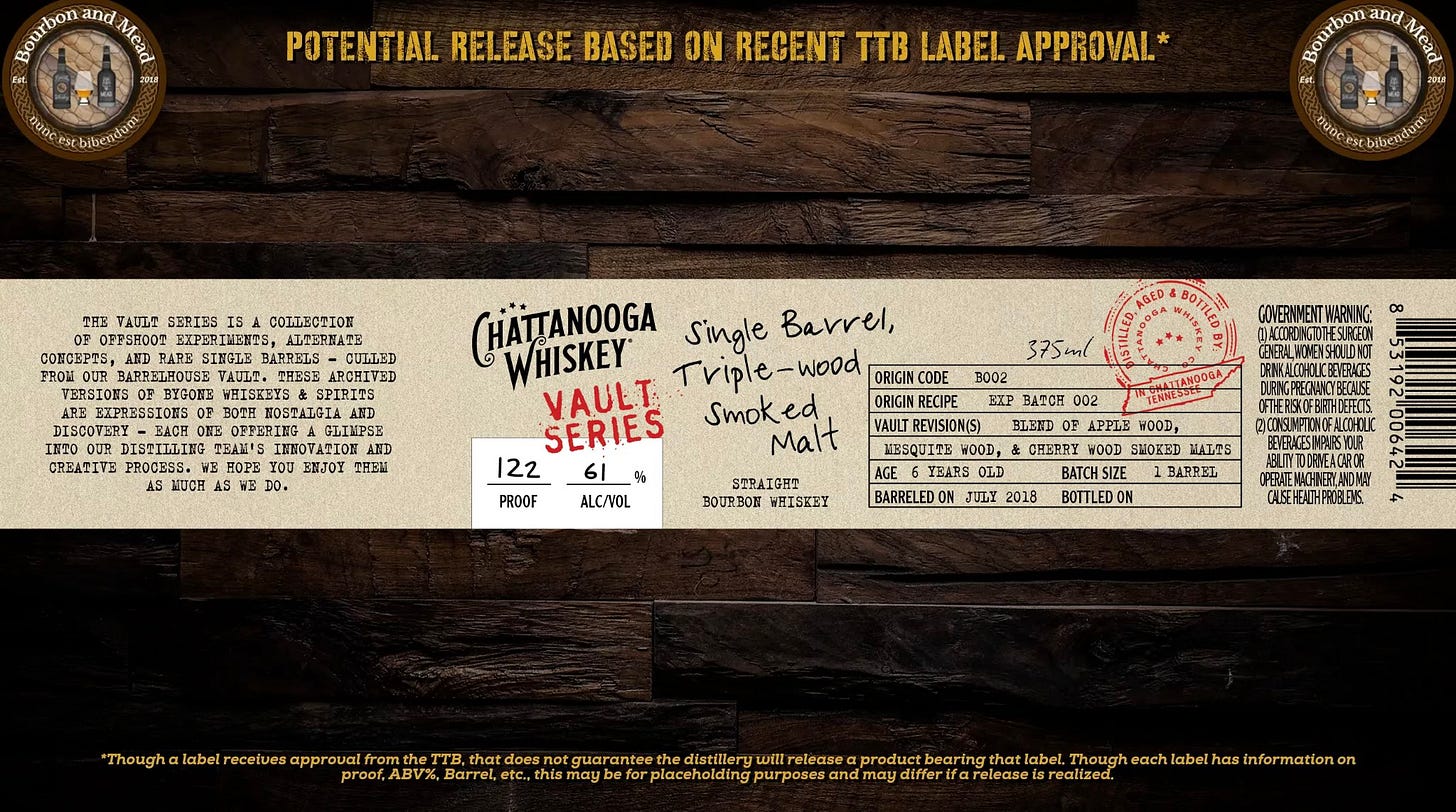 Bourbon and Mead
Est. 2018
nunc est bibendum
POTENTIAL RELEASE BASED ON RECENT TTB LABEL APPROVAL*
Bourbon and Mead
Est. 2018
nunc est bibendum
THE VAULT SERIES IS A COLLECTION
OF OFFSHOOT EXPERIMENTS, ALTERNATE
CONCEPTS, AND RARE SINGLE BARRELS – CULLED
FROM OUR BARRELHOUSE VAULT. THESE ARCHIVED
VERSIONS OF BYGONE WHISKEYS & SPIRITS
ARE EXPRESSIONS OF BOTH NOSTALGIA AND
DISCOVERY – EACH ONE OFFERING A GLIMPSE
INTO OUR DISTILLING TEAM'S INNOVATION AND
CREATIVE PROCESS. WE HOPE YOU ENJOY THEM
AS MUCH AS WE DO.
CHATTANOOGA
WHISKEY
VAULT
SERIES
122 61 %
PROOF ALC/VOL
Single Barrel,
Triple-wood
Smoked
Malt
STRAIGHT
BOURBON WHISKEY
375ml
DISTILLED, AGED & BOTTLED BY:
CHATTANOOGA WHISKEY CO.
IN CHATTANOOGA
TENNESSEE
ORIGIN CODE B002
ORIGIN RECIPE EXP BATCH 002
VAULT REVISION(S) BLEND OF APPLE WOOD,
MESQUITE WOOD, & CHERRY WOOD SMOKED MALTS
AGE 6 YEARS OLD BATCH SIZE 1 BARREL
BARRELED ON JULY 2018 BOTTLED ON
GOVERNMENT WARNING:
(1) ACCORDING TO THE SURGEON
GENERAL, WOMEN SHOULD NOT
DRINK ALCOHOLIC BEVERAGES
DURING PREGNANCY BECAUSE
OF THE RISK OF BIRTH DEFECTS.
(2) CONSUMPTION OF ALCOHOLIC
BEVERAGES IMPAIRS YOUR
ABILITY TO DRIVE A CAR OR
OPERATE MACHINERY, AND MAY
CAUSE HEALTH PROBLEMS.
8 53192 00642 4
*Though a label receives approval from the TTB, that does not guarantee the distillery will release a product bearing that label. Though each label has information on
proof, ABV%, Barrel, etc., this may be for placeholding purposes and may differ if a release is realized.